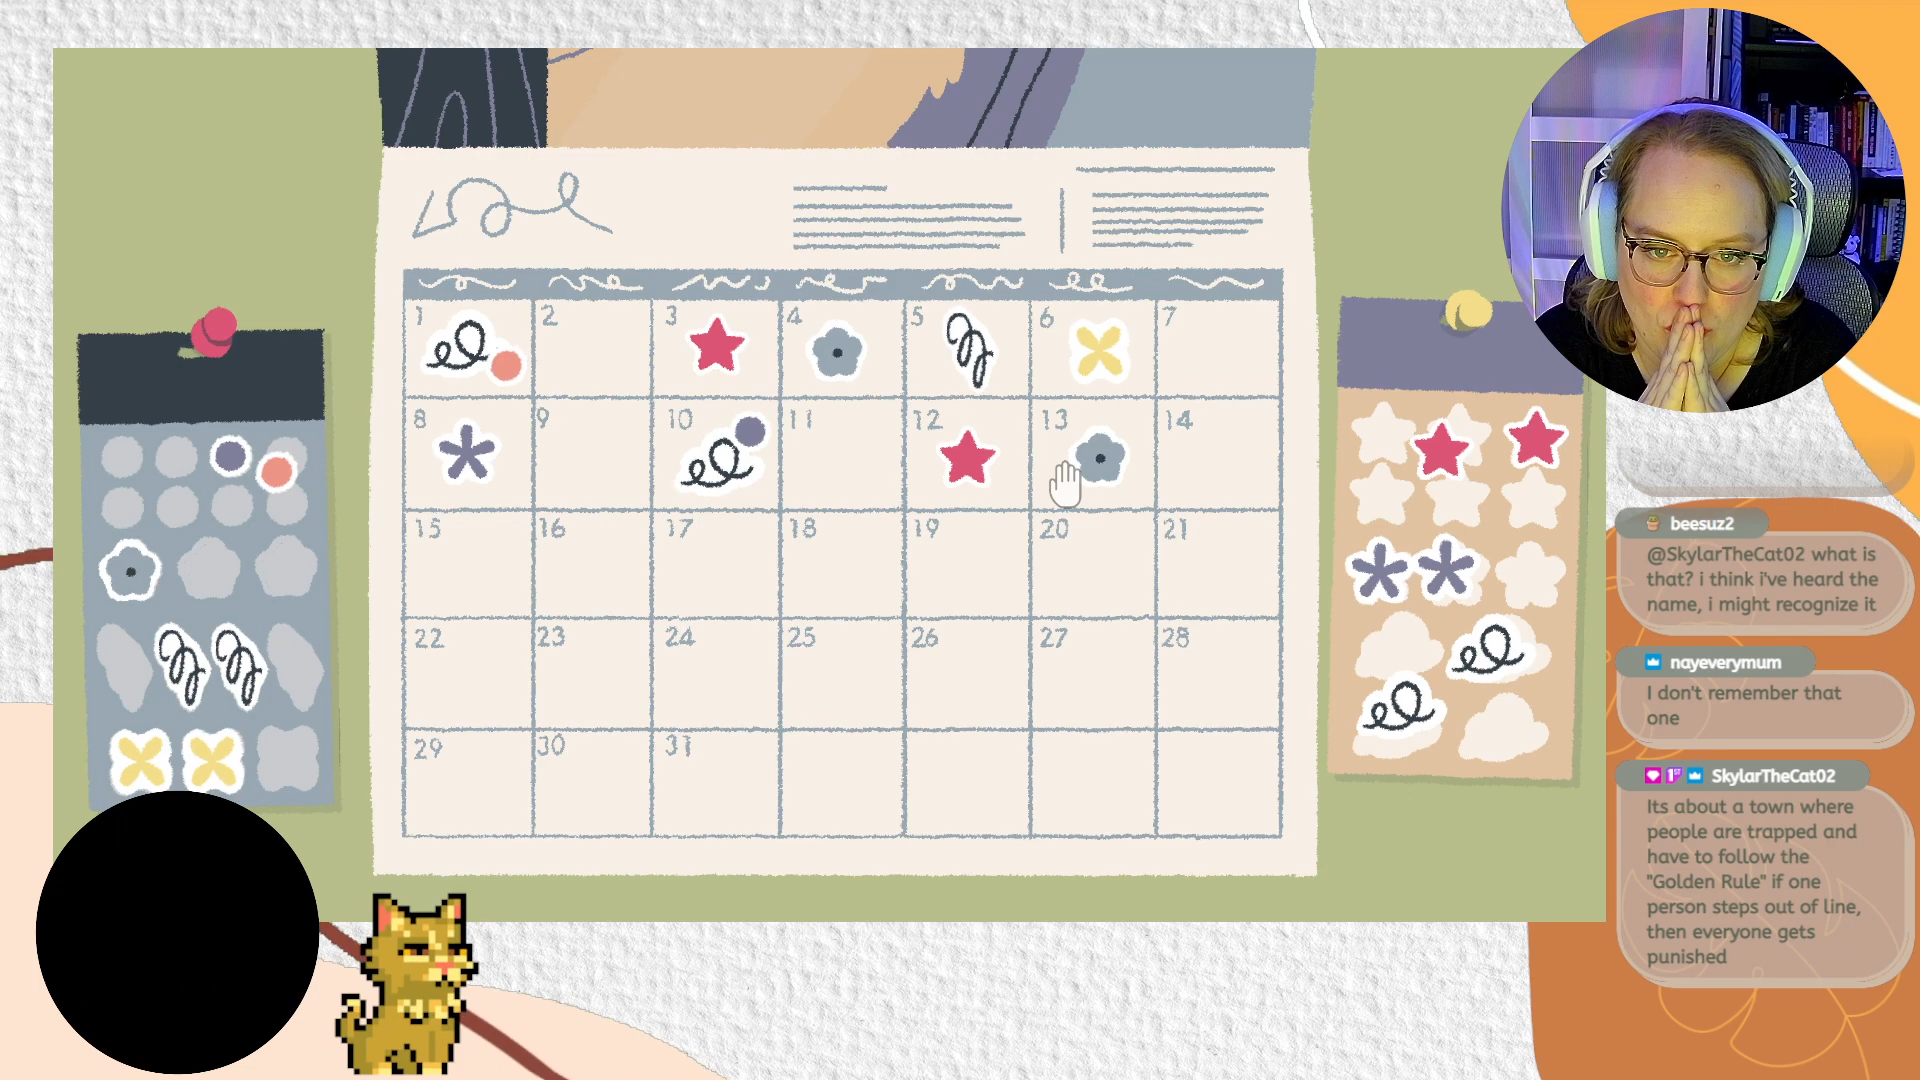 1 2 3 4 5 6 7
8 9 10 11 12 13 14
15 16 17 18 19 20 21
22 23 24 25 26 27 28
29 30 31
beesuz2
@SkylarTheCat02 what is
that? i think i've heard the
name, i might recognize it
nayeverymum
I don't remember that
one
SkylarTheCat02
Its about a town where
people are trapped and
have to follow the
"Golden Rule" if one
person steps out of line,
then everyone gets
punished